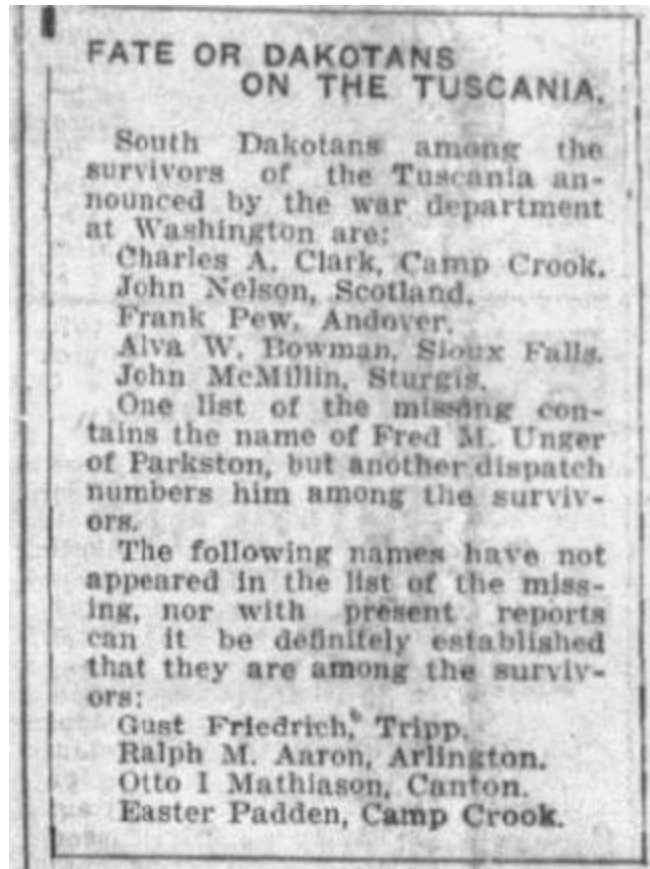 FATE OR DAKOTANS
ON THE TUSCANIA.
South Dakotans among the
survivors of the Tuscania an-
nounced by the war department
at Washington are:
Charles A. Clark, Camp Crook.
John Nelson, Scotland.
Frank Pew, Andover.
Alva W. Bowman, Sioux Falls.
John McMillin, Sturgis.
One list of the missing con-
tains the name of Fred M. Unger
of Parkston, but another dispatch
numbers him among the surviv-
ors.
The following names have not
appeared in the list of the miss-
ing, nor with present reports
can it be definitely established
that they are among the surviv-
ors:
Gust Friedrich, Tripp.
Ralph M. Aaron, Arlington.
Otto I Mathiason, Canton.
Easter Padden, Camp Crook.